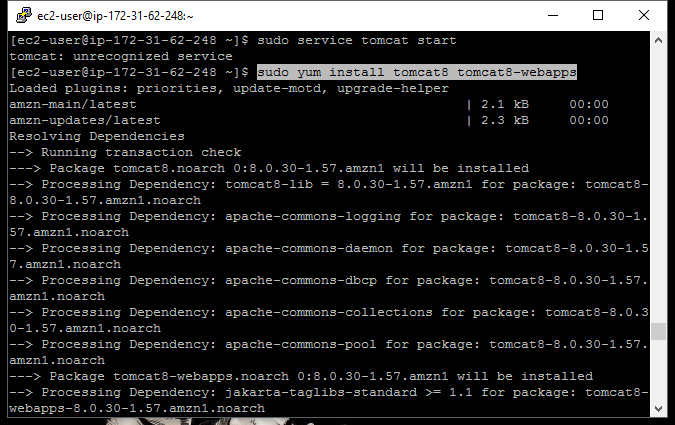 ec2-user@ip-172-31-62-248:~
[ec2-user@ip-172-31-62-248 ~]$ sudo service tomcat start
tomcat: unrecognized service
[ec2-user@ip-172-31-62-248 ~]$ sudo yum install tomcat8 tomcat8-webapps
Loaded plugins: priorities, update-motd, upgrade-helper
amzn-main/latest | 2.1 kB 00:00
amzn-updates/latest | 2.3 kB 00:00
Resolving Dependencies
--> Running transaction check
---> Package tomcat8.noarch 0:8.0.30-1.57.amzn1 will be installed
--> Processing Dependency: tomcat8-lib = 8.0.30-1.57.amzn1 for package: tomcat8-
8.0.30-1.57.amzn1.noarch
--> Processing Dependency: apache-commons-logging for package: tomcat8-8.0.30-1.
57.amzn1.noarch
--> Processing Dependency: apache-commons-daemon for package: tomcat8-8.0.30-1.5
7.amzn1.noarch
--> Processing Dependency: apache-commons-dbcp for package: tomcat8-8.0.30-1.57.
amzn1.noarch
--> Processing Dependency: apache-commons-collections for package: tomcat8-8.0.3
0-1.57.amzn1.noarch
--> Processing Dependency: apache-commons-pool for package: tomcat8-8.0.30-1.57.
amzn1.noarch
---> Package tomcat8-webapps.noarch 0:8.0.30-1.57.amzn1 will be installed
--> Processing Dependency: jakarta-taglibs-standard >= 1.1 for package: tomcat8-
webapps-8.0.30-1.57.amzn1.noarch